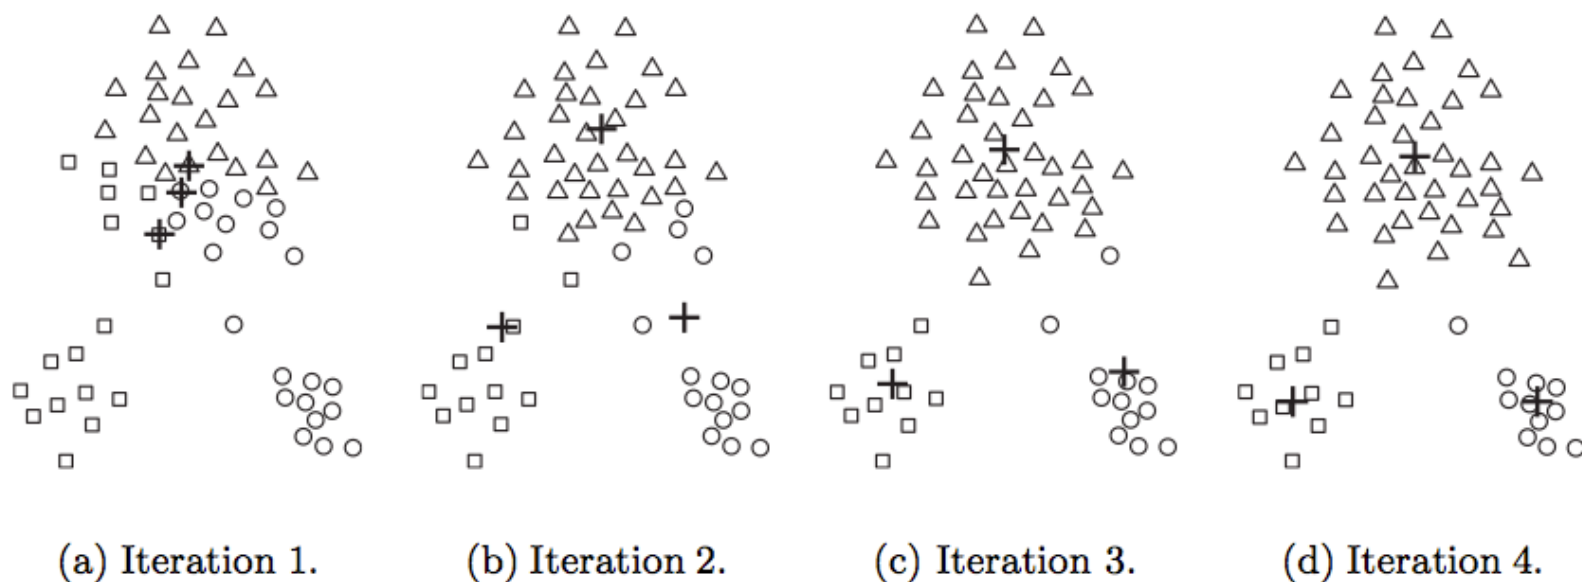 (a) Iteration 1.
(b) Iteration 2.
(c) Iteration 3.
(d) Iteration 4.